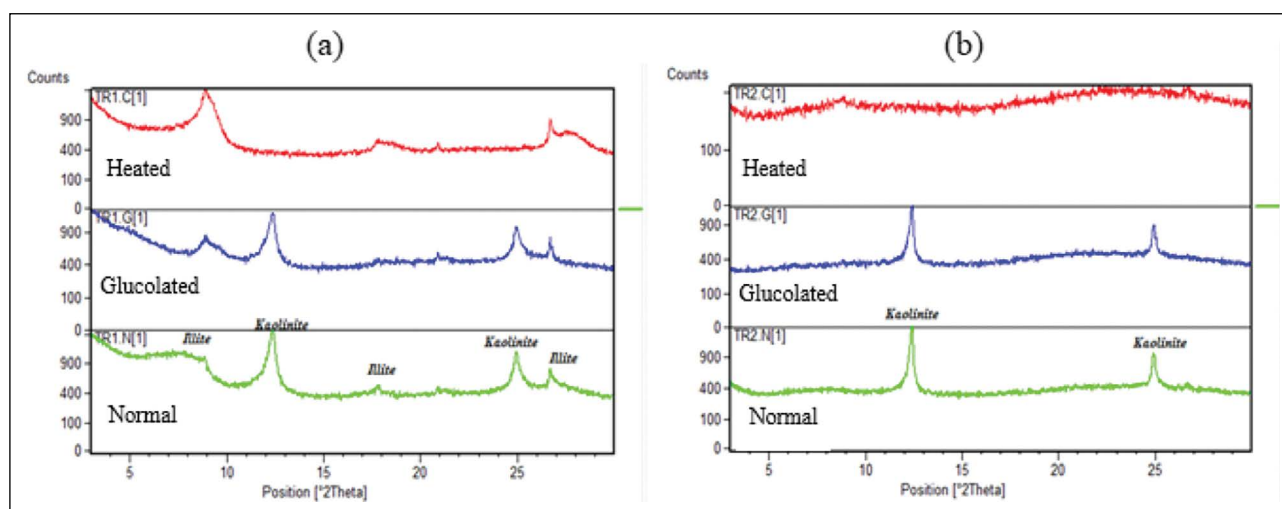 (a)
Counts
TR1.C[1]
900
400
100
0
Heated
TR1.G[1]
900
400
100
0
Glucolated
TR1.N[1]
Illite
Kaolinite
Illite
Kaolinite
Illite
900
400
100
0
Normal
5 10 15 20 25
Position [°2Theta]
(b)
Counts
TR2.C[1]
100
0
Heated
TR2.G[1]
900
400
100
0
Glucolated
TR2.N[1]
Kaolinite
Kaolinite
900
400
100
0
Normal
5 10 15 20 25
Position [°2Theta]